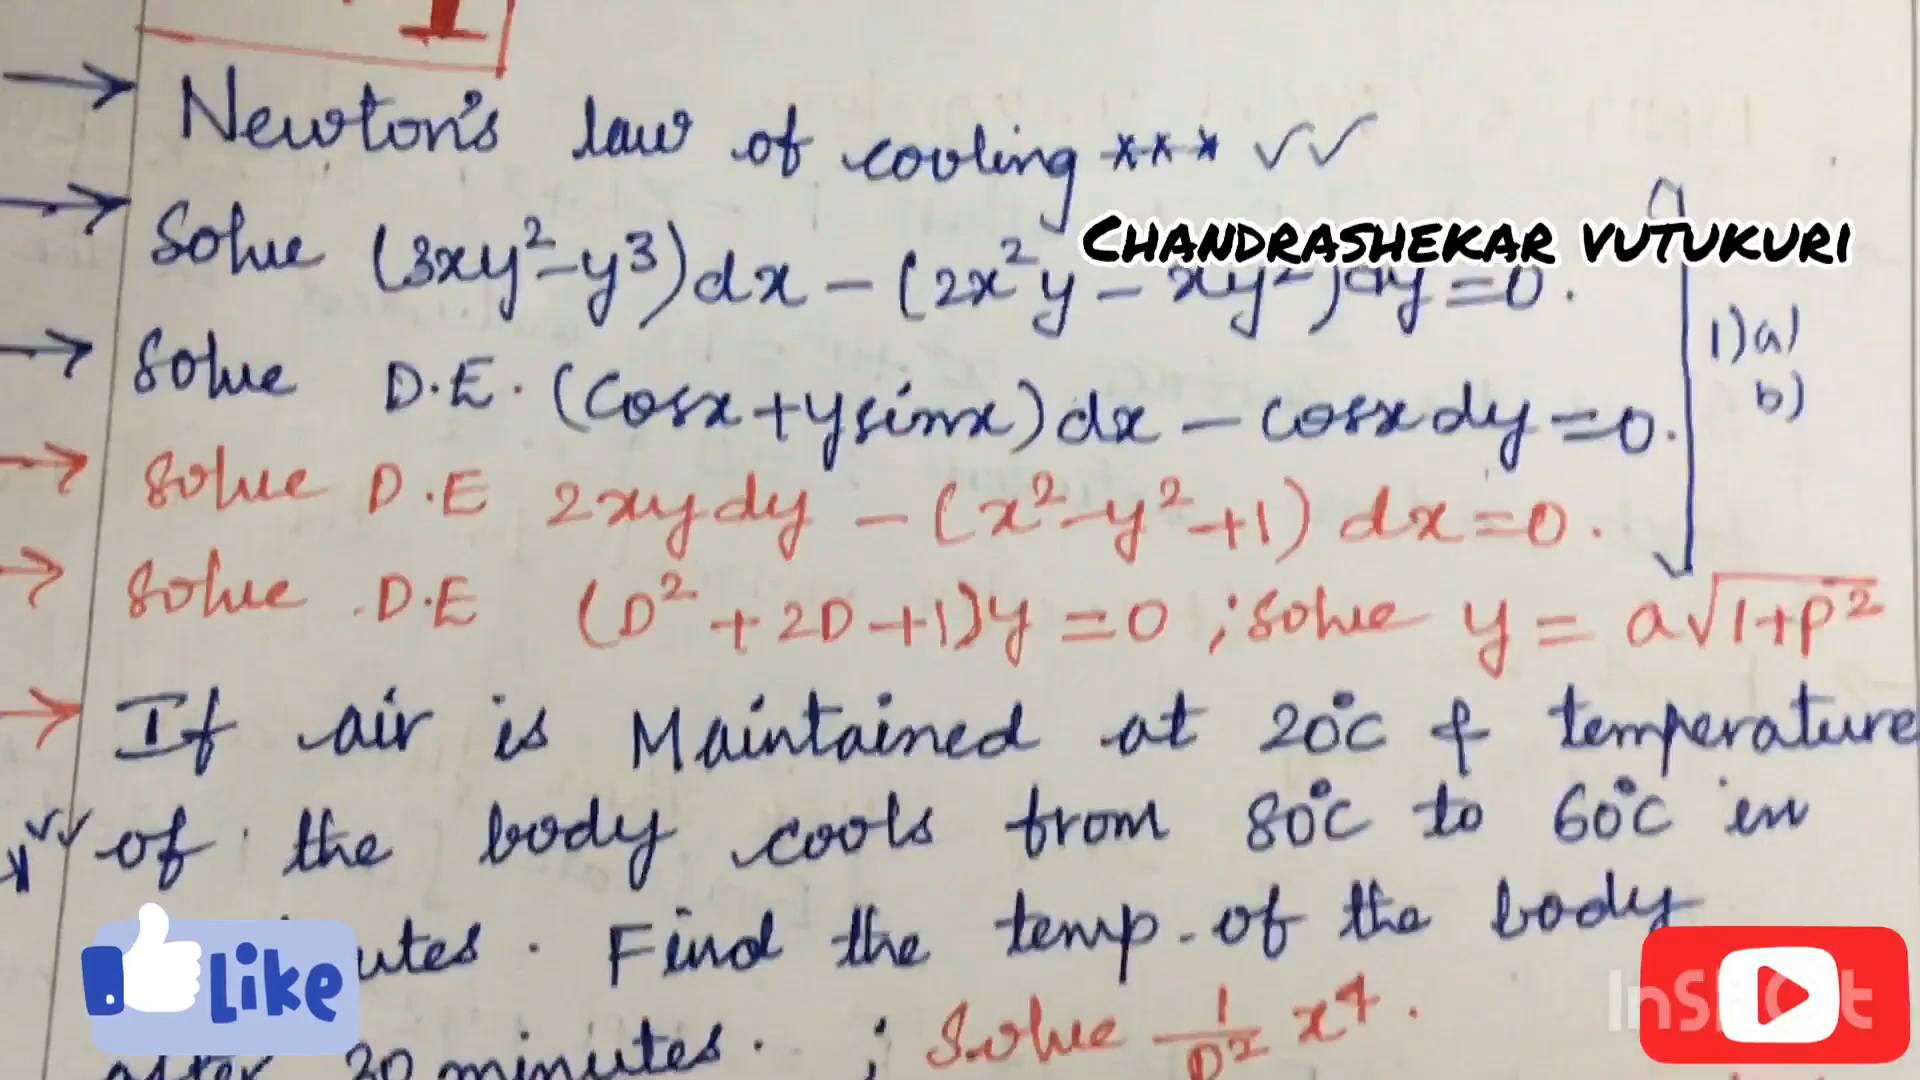 Newton's law of cooling *** ✓✓
CHANDRASHEKAR VUTUKURI
Solve (3xy²-y³)dx - (2x²y - xy²)dy = 0.
1)a)
b)
Solve D.E. (Cosx+ysinx)dx - cosxdy = 0.
Solve D.E 2xydy - (x²-y²+1) dx = 0.
Solve D.E (D²+2D+1)y = 0 ; Solve y = a√1+p²
If air is Maintained at 20°C & temperature
of the body cools from 80°C to 60°C in
utes. Find the temp. of the body
Like
after 20 minutes. ; Solve 1/D² x⁴.